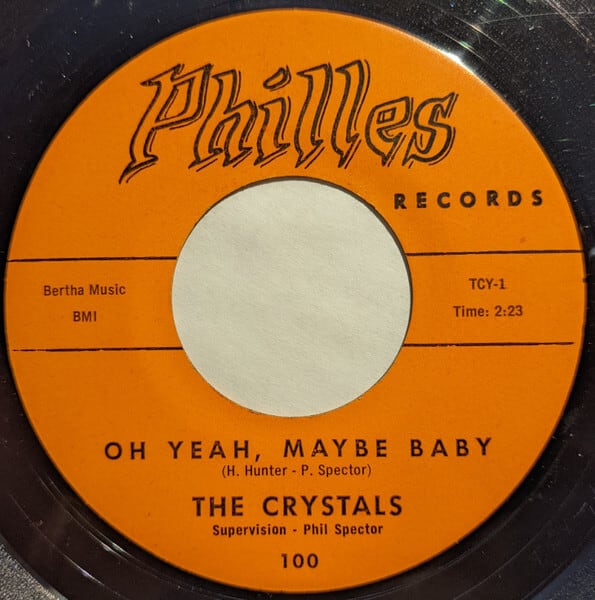 Philles
RECORDS
Bertha Music
BMI
TCY-1
Time: 2:23
OH YEAH, MAYBE BABY
(H. Hunter - P. Spector)
THE CRYSTALS
Supervision - Phil Spector
100